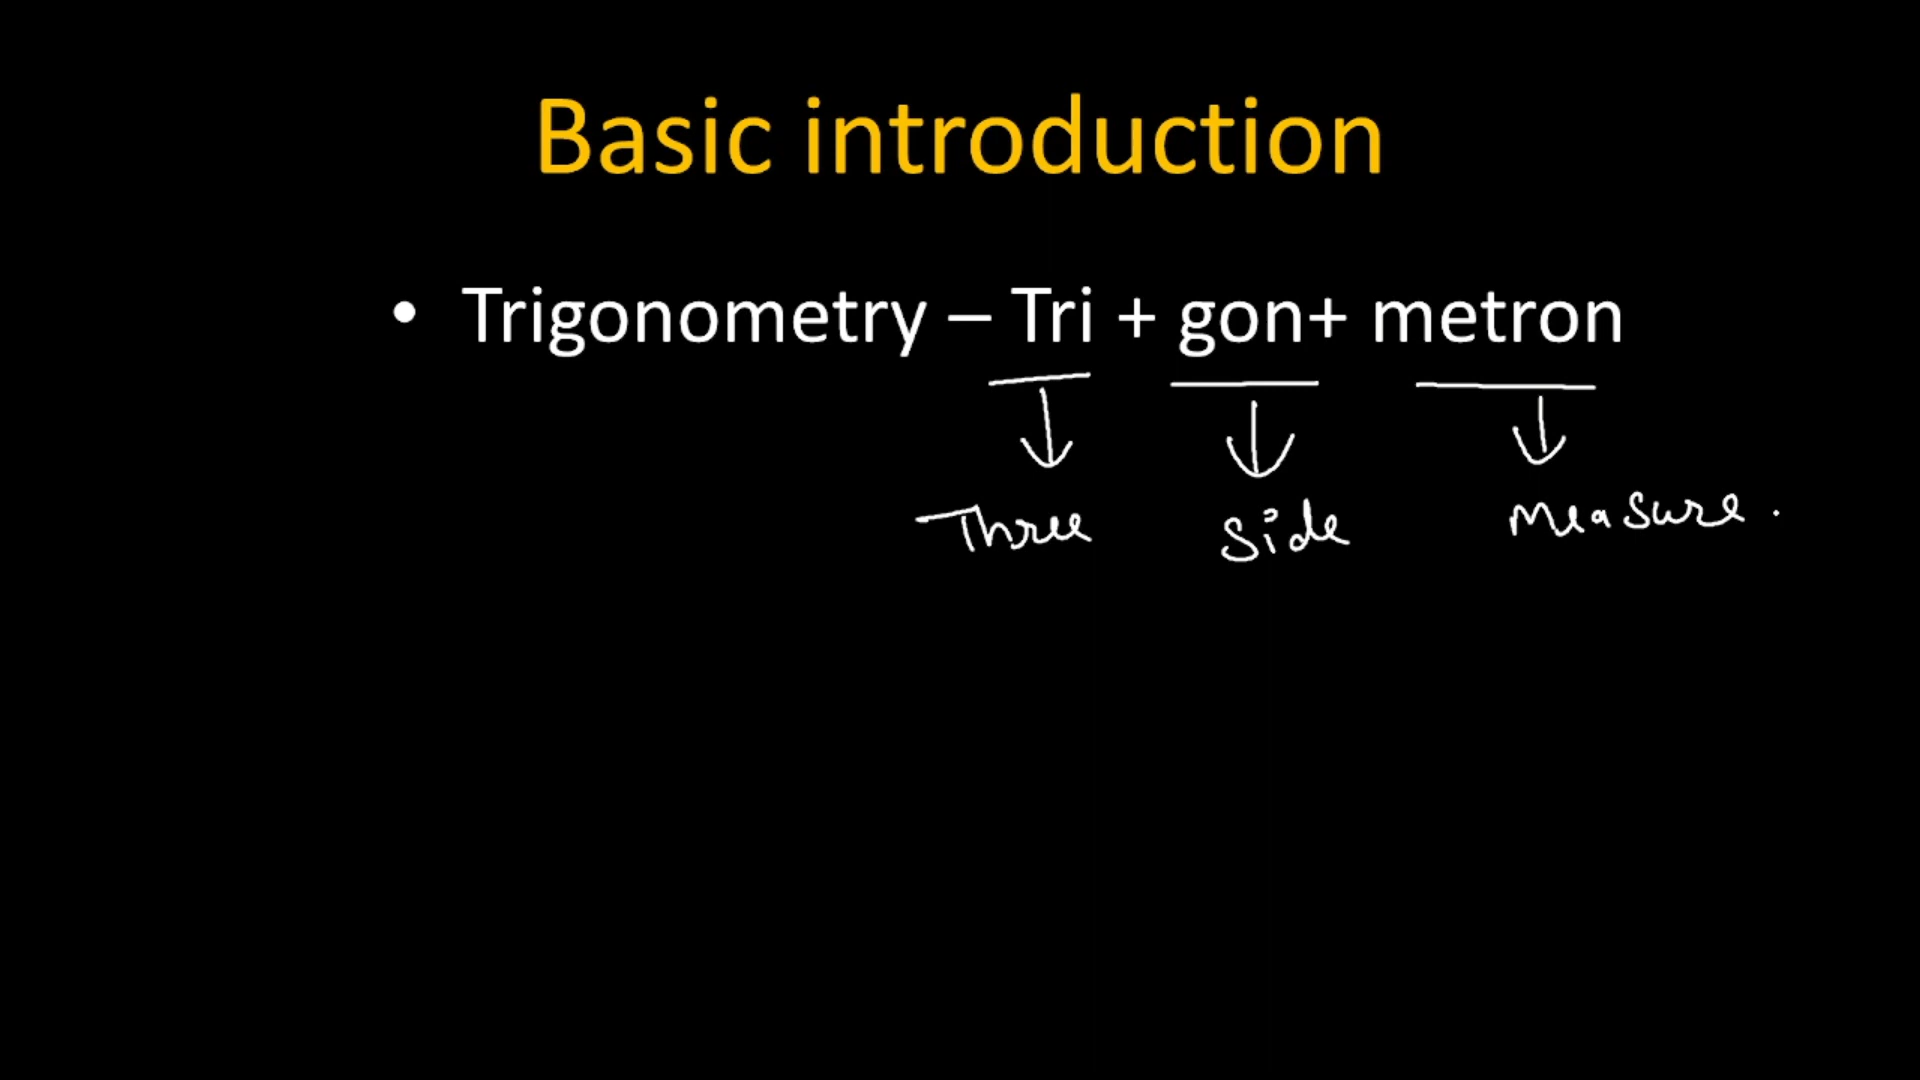 Basic introduction
• Trigonometry – Tri + gon+ metron
Three side measure.